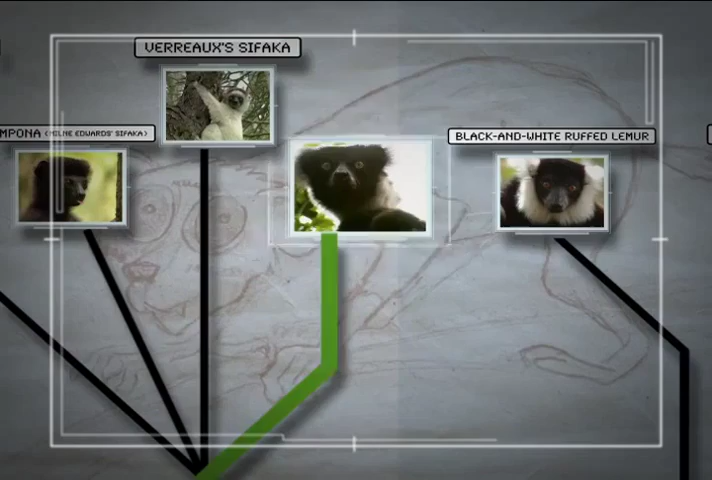 VERREAUX'S SIFAKA
MPONA (MILNE EDWARDS' SIFAKA)
BLACK-AND-WHITE RUFFED LEMUR